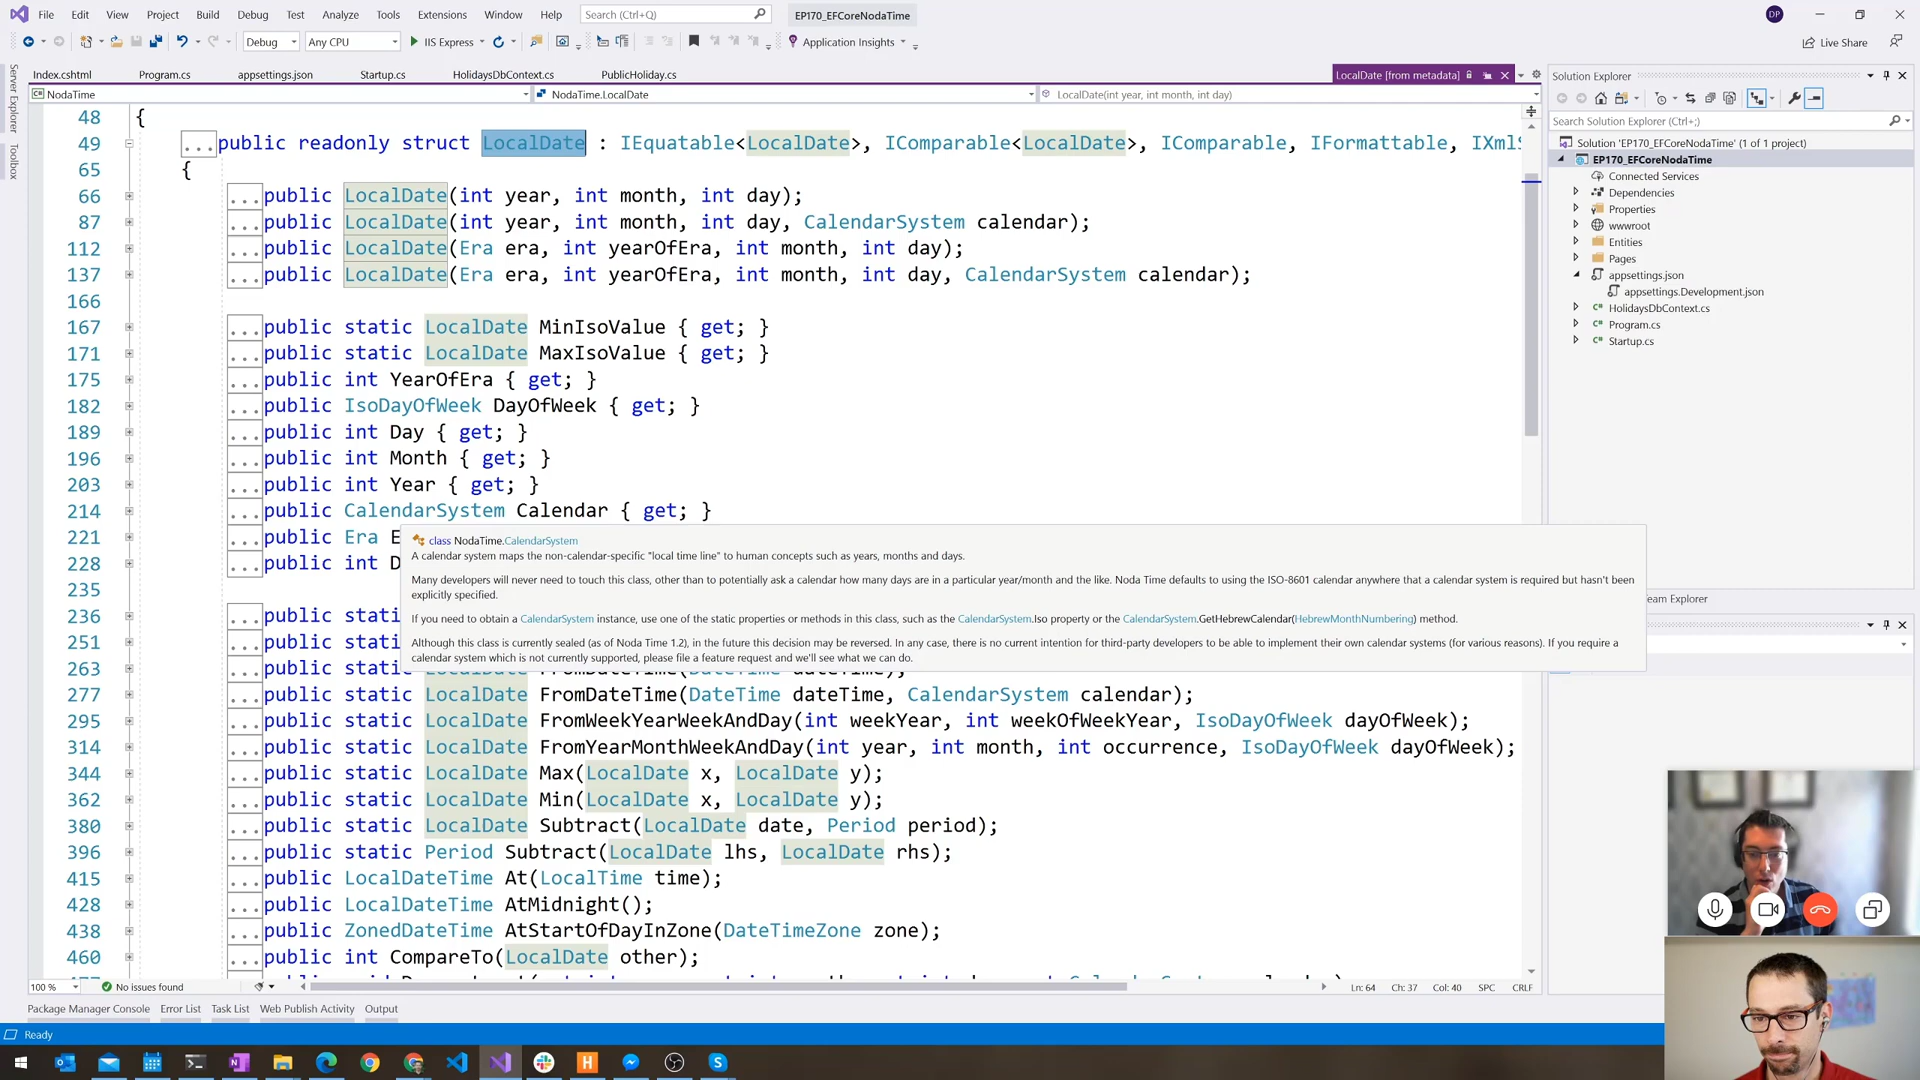 File Edit View Project Build Debug Test Analyze Tools Extensions Window Help Search (Ctrl+Q) EP170_EFCoreNodaTime DP
Debug Any CPU IIS Express Application Insights Live Share
Index.cshtml Program.cs appsettings.json Startup.cs HolidaysDbContext.cs PublicHoliday.cs LocalDate [from metadata]
NodaTime NodaTime.LocalDate LocalDate(int year, int month, int day)
Server Explorer
Toolbox
48 {
49 ...public readonly struct LocalDate : IEquatable<LocalDate>, IComparable<LocalDate>, IComparable, IFormattable, IXmlS
65 {
66 ...public LocalDate(int year, int month, int day);
87 ...public LocalDate(int year, int month, int day, CalendarSystem calendar);
112 ...public LocalDate(Era era, int yearOfEra, int month, int day);
137 ...public LocalDate(Era era, int yearOfEra, int month, int day, CalendarSystem calendar);
166
167 ...public static LocalDate MinIsoValue { get; }
171 ...public static LocalDate MaxIsoValue { get; }
175 ...public int YearOfEra { get; }
182 ...public IsoDayOfWeek DayOfWeek { get; }
189 ...public int Day { get; }
196 ...public int Month { get; }
203 ...public int Year { get; }
214 ...public CalendarSystem Calendar { get; }
221 ...public Era E
228 ...public int D
235
236 ...public stati
251 ...public stati
263 ...public stati LocalDate FromDateTime(DateTime dateTime);
277 ...public static LocalDate FromDateTime(DateTime dateTime, CalendarSystem calendar);
295 ...public static LocalDate FromWeekYearWeekAndDay(int weekYear, int weekOfWeekYear, IsoDayOfWeek dayOfWeek);
314 ...public static LocalDate FromYearMonthWeekAndDay(int year, int month, int occurrence, IsoDayOfWeek dayOfWeek);
344 ...public static LocalDate Max(LocalDate x, LocalDate y);
362 ...public static LocalDate Min(LocalDate x, LocalDate y);
380 ...public static LocalDate Subtract(LocalDate date, Period period);
396 ...public static Period Subtract(LocalDate lhs, LocalDate rhs);
415 ...public LocalDateTime At(LocalTime time);
428 ...public LocalDateTime AtMidnight();
438 ...public ZonedDateTime AtStartOfDayInZone(DateTimeZone zone);
460 ...public int CompareTo(LocalDate other);
class NodaTime.CalendarSystem
A calendar system maps the non-calendar-specific "local time line" to human concepts such as years, months and days.
Many developers will never need to touch this class, other than to potentially ask a calendar how many days are in a particular year/month and the like. Noda Time defaults to using the ISO-8601 calendar anywhere that a calendar system is required but hasn't been
explicitly specified.
If you need to obtain a CalendarSystem instance, use one of the static properties or methods in this class, such as the CalendarSystem.Iso property or the CalendarSystem.GetHebrewCalendar(HebrewMonthNumbering) method.
Although this class is currently sealed (as of Noda Time 1.2), in the future this decision may be reversed. In any case, there is no current intention for third-party developers to be able to implement their own calendar systems (for various reasons). If you require a
calendar system which is not currently supported, please file a feature request and we'll see what we can do.
Solution Explorer
Search Solution Explorer (Ctrl+;)
Solution 'EP170_EFCoreNodaTime' (1 of 1 project)
EP170_EFCoreNodaTime
Connected Services
Dependencies
Properties
wwwroot
Entities
Pages
appsettings.json
appsettings.Development.json
HolidaysDbContext.cs
Program.cs
Startup.cs
eam Explorer
100 % No issues found Ln: 64 Ch: 37 Col: 40 SPC CRLF
Package Manager Console Error List Task List Web Publish Activity Output
Ready